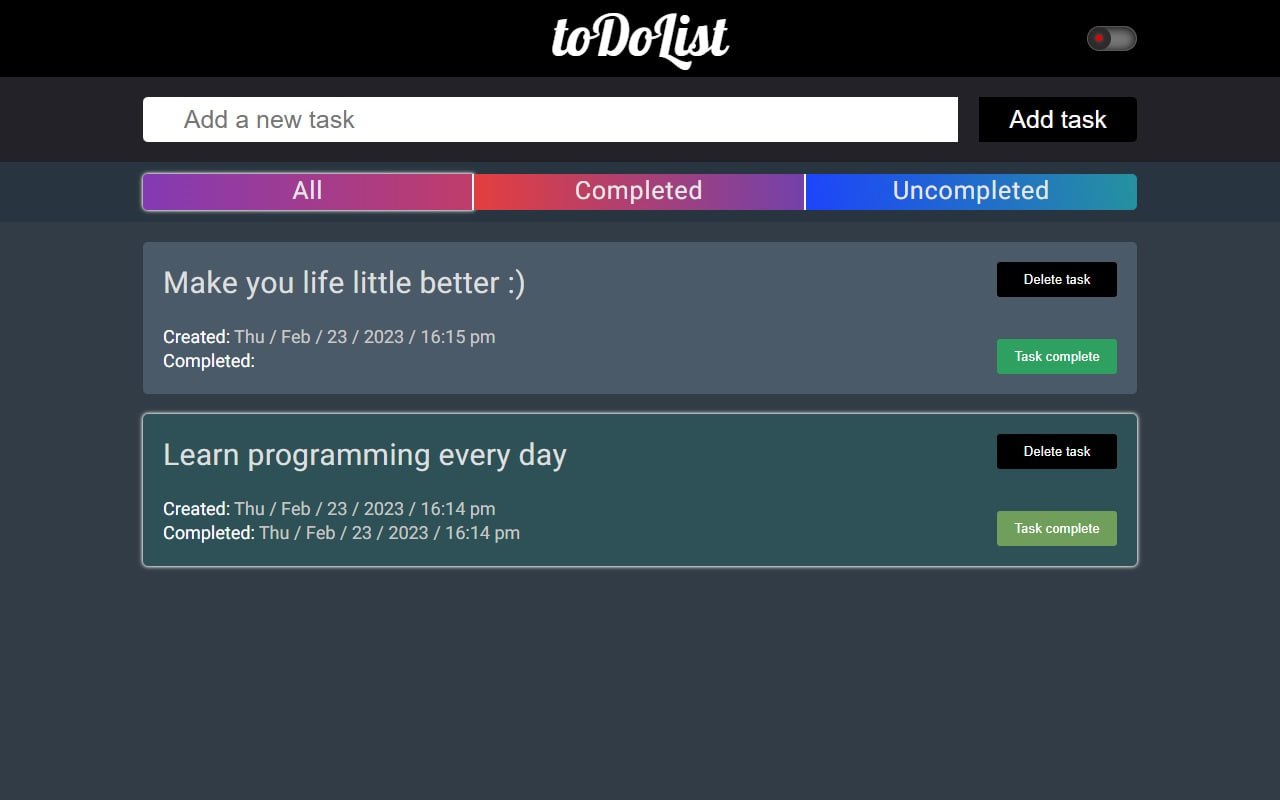 toDoList
Add a new task
Add task
All
Completed
Uncompleted
Make you life little better :)
Delete task
Created: Thu / Feb / 23 / 2023 / 16:15 pm
Completed:
Task complete
Learn programming every day
Delete task
Created: Thu / Feb / 23 / 2023 / 16:14 pm
Completed: Thu / Feb / 23 / 2023 / 16:14 pm
Task complete